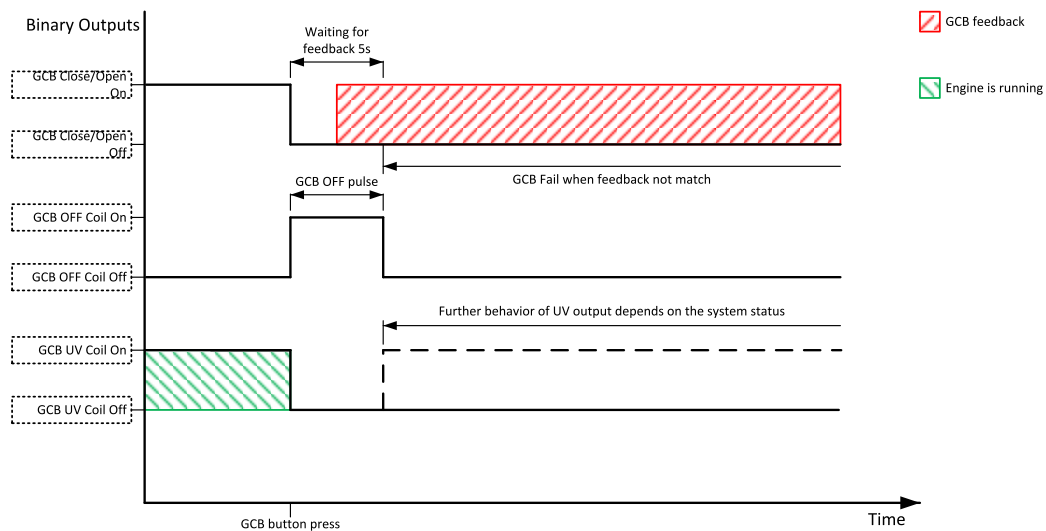 Binary Outputs
Waiting for
feedback 5s
GCB feedback
Engine is running
GCB Close/Open
On
GCB Close/Open
Off
GCB Fail when feedback not match
GCB OFF pulse
GCB OFF Coil On
GCB OFF Coil Off
Further behavior of UV output depends on the system status
GCB UV Coil On
GCB UV Coil Off
Time
GCB button press